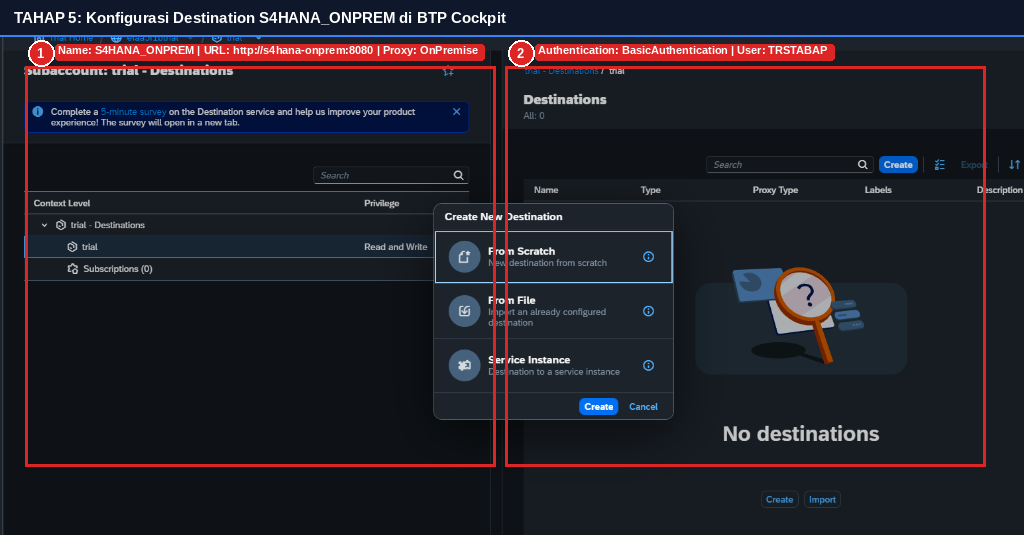 TAHAP 5: Konfigurasi Destination S4HANA_ONPREM di BTP Cockpit
1
Name: S4HANA_ONPREM | URL: http://s4hana-onprem:8080 | Proxy: OnPremise
2
Authentication: BasicAuthentication | User: TRSTABAP
Subaccount: trial - Destinations
Complete a 5-minute survey on the Destination service and help us improve your product
experience! The survey will open in a new tab.
Search
Context Level
Privilege
trial - Destinations
trial
Read and Write
Subscriptions (0)
trial - Destinations / trial
Destinations
All: 0
Search
Create
Export
Name
Type
Proxy Type
Labels
Description
Create New Destination
From Scratch
New destination from scratch
From File
Import an already configured
destination
Service Instance
Destination to a service instance
Create
Cancel
?
No destinations
Create
Import